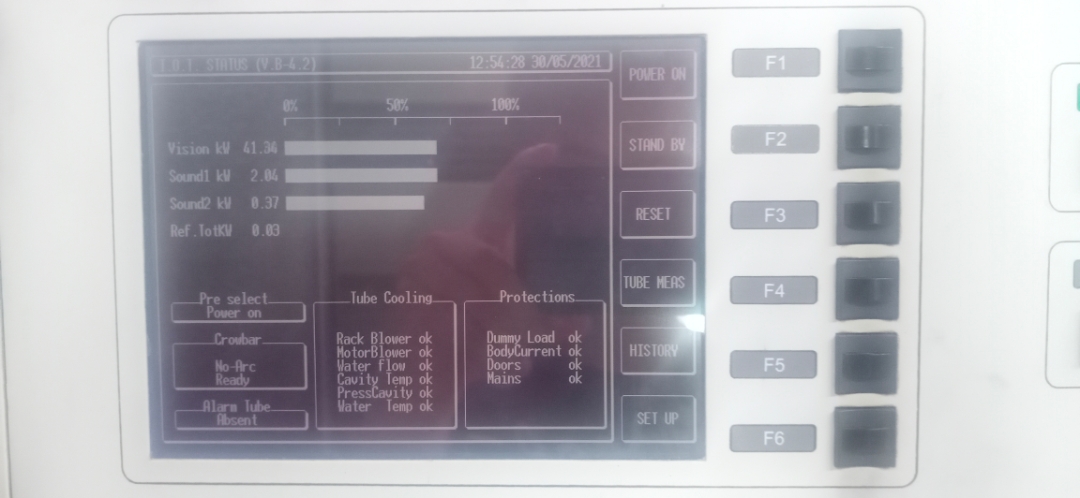 I.O.T. STATUS (V.B-4.2) 12:54:28 30/05/2021
0% 50% 100%
Vision kW 41.34
Sound1 kW 2.04
Sound2 kW 0.37
Ref.totKW 0.03
Pre select
Power on
Crowbar
No-Arc
Ready
Alarm Tube
Absent
Tube Cooling
Rack Blower ok
MotorBlower ok
Water flow ok
Cavity Temp ok
PressCavity ok
Water Temp ok
Protections
Dummy Load ok
BodyCurrent ok
Doors ok
Mains ok
POWER ON
STAND BY
RESET
TUBE MEAS
HISTORY
SET UP
F1
F2
F3
F4
F5
F6